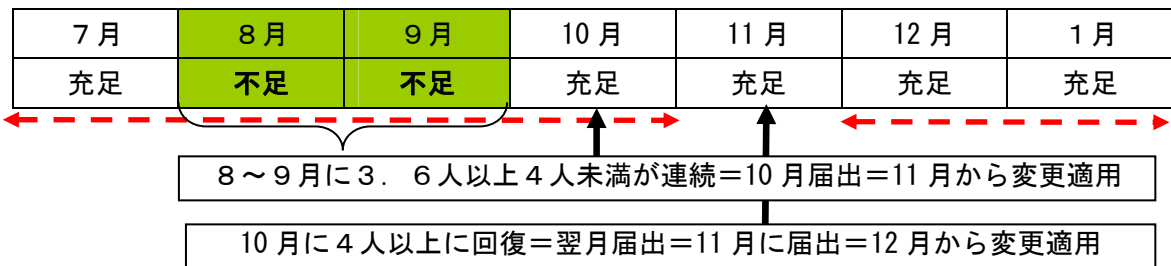 ７月 ８月 ９月 10月 11月 12月 １月
充足 不足 不足 充足 充足 充足 充足
８～９月に３．６人以上４人未満が連続＝10月届出＝11月から変更適用
10月に４人以上に回復＝翌月届出＝11月に届出＝12月から変更適用